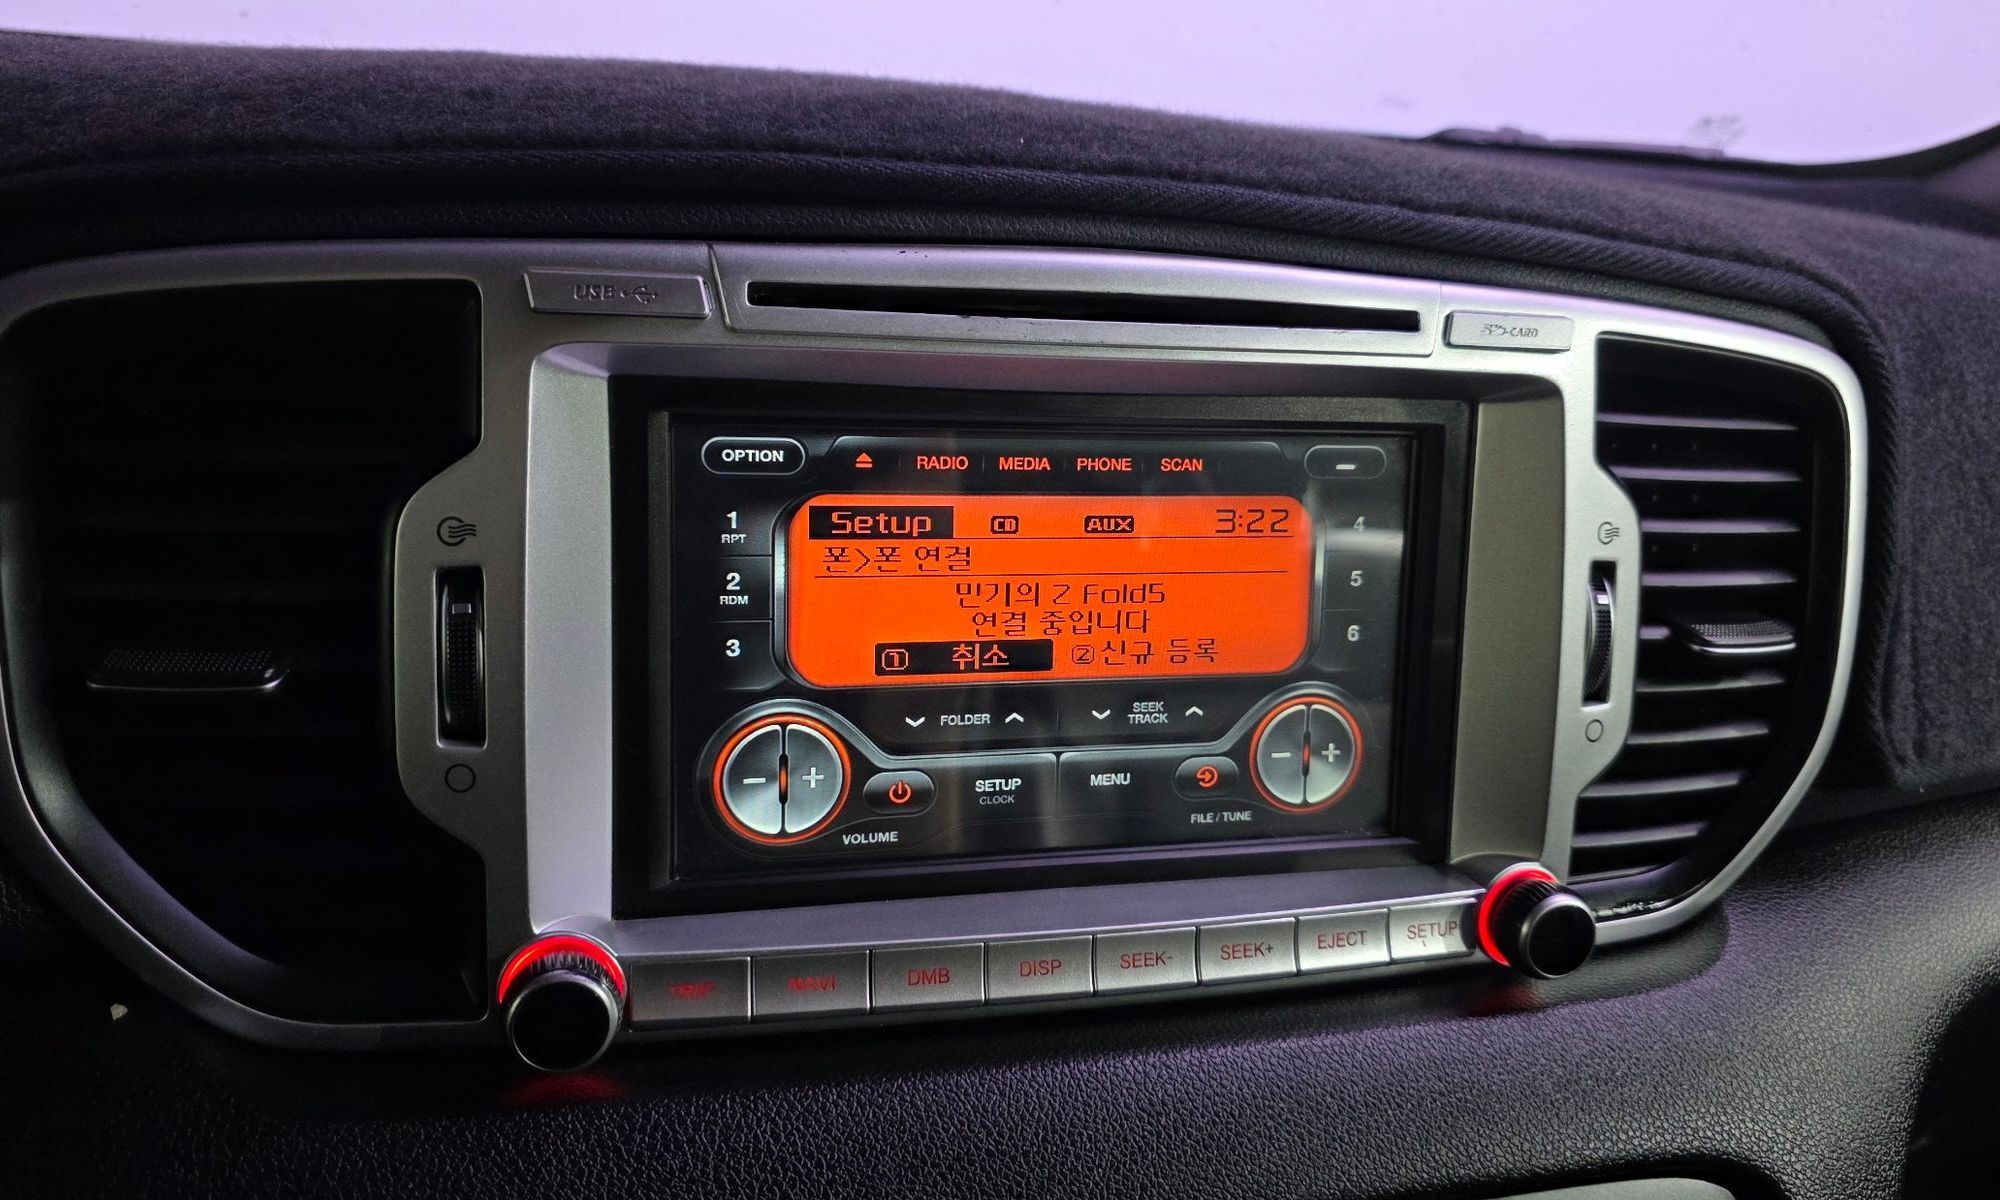 USB
SD-CARD
OPTION
RADIO MEDIA PHONE SCAN
1
RPT
2
RDM
3
4
5
6
Setup CD AUX 3:22
폰>폰 연결
민기의 Z Fold5
연결 중입니다
① 취소 ②신규 등록
FOLDER
SEEK
TRACK
VOLUME
SETUP
CLOCK
MENU
FILE / TUNE
TRIP NAVI DMB DISP SEEK- SEEK+ EJECT SETUP